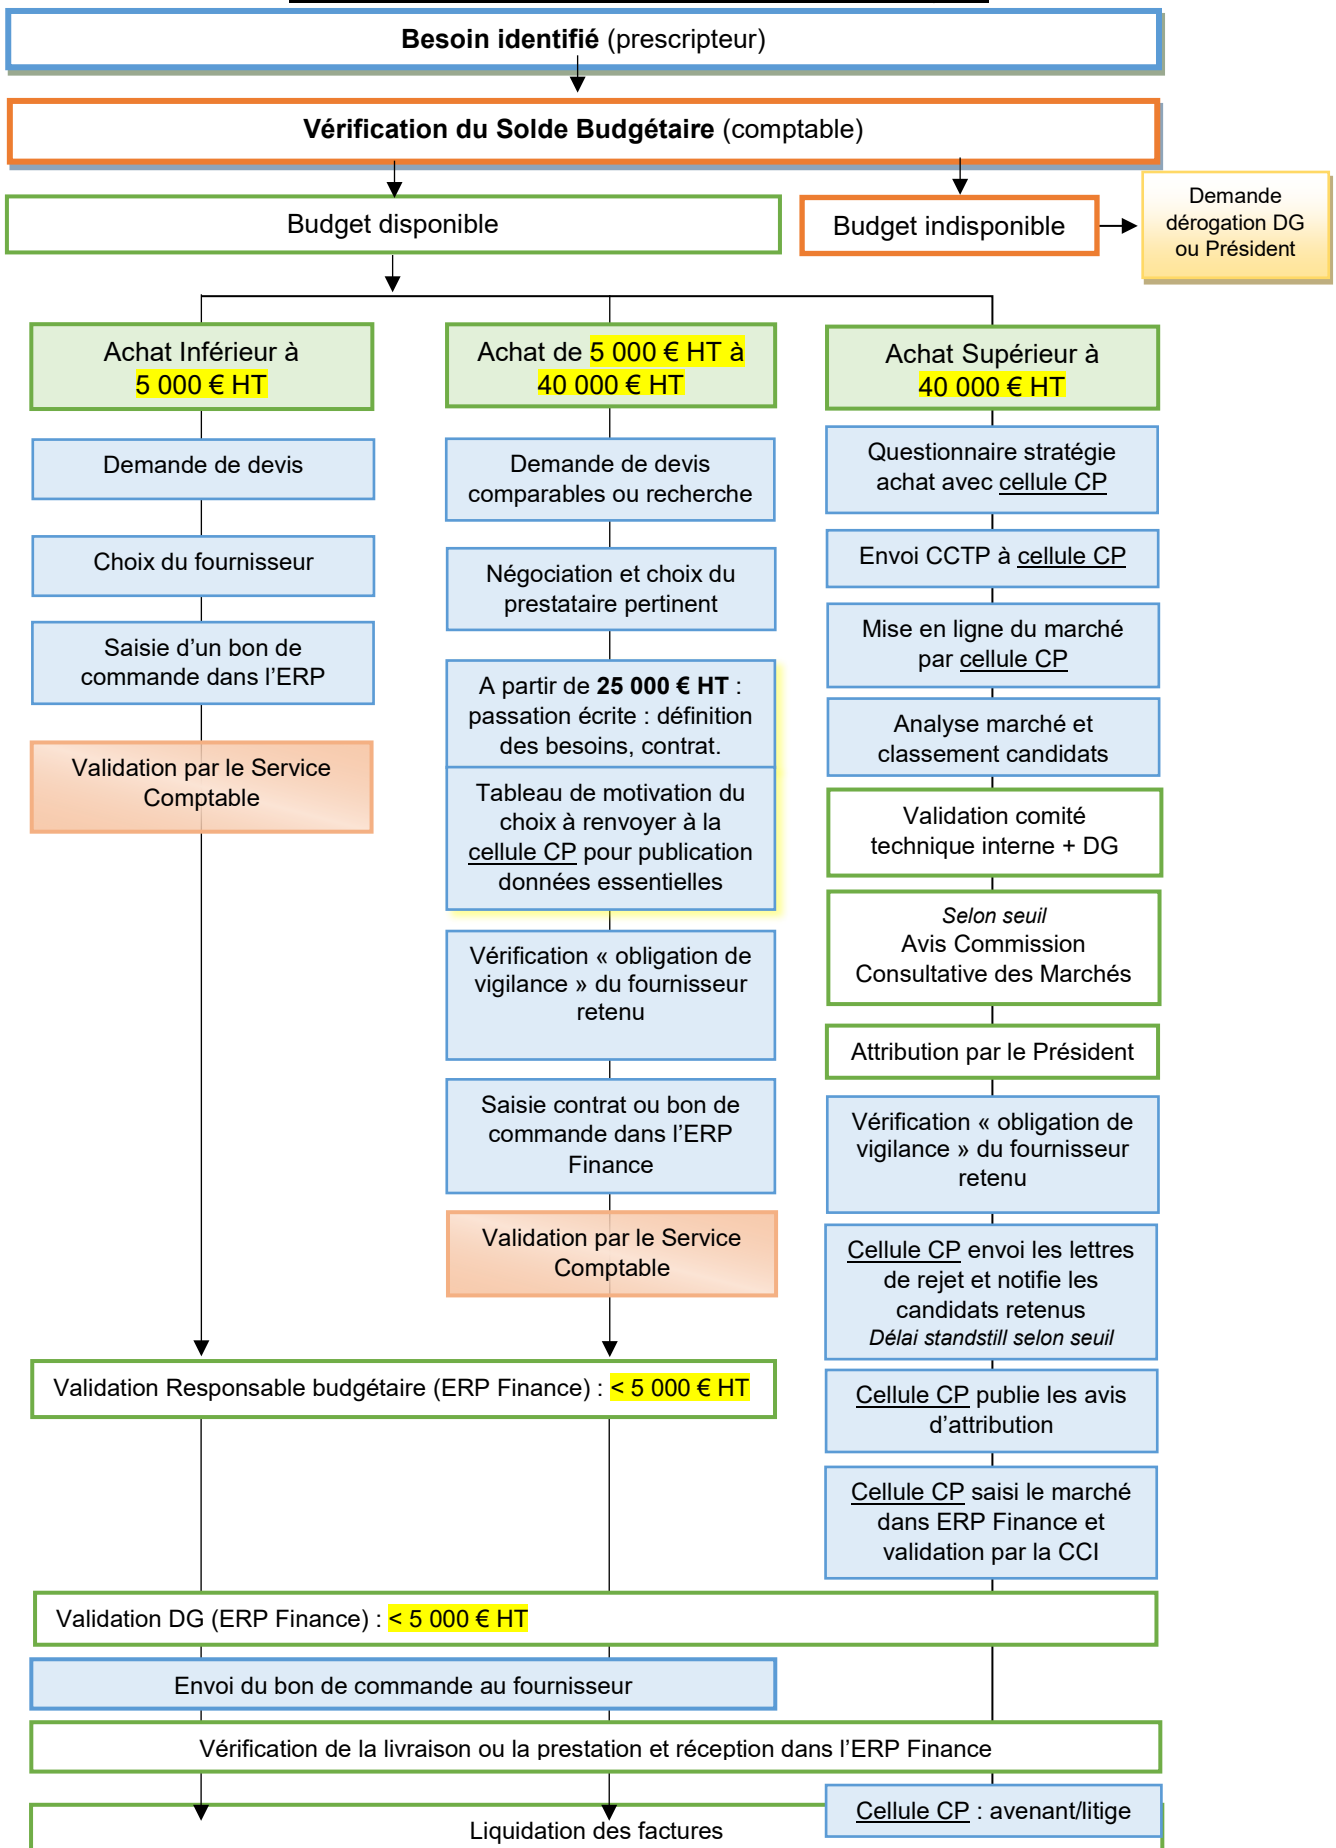 Besoin identifié (prescripteur)
Vérification du Solde Budgétaire (comptable)
Budget disponible
Budget indisponible
Demande
dérogation DG
ou Président
Achat Inférieur à
5 000 € HT
Demande de devis
Choix du fournisseur
Saisie d'un bon de
commande dans l'ERP
Validation par le Service
Comptable
Achat de 5 000 € HT à
40 000 € HT
Demande de devis
comparables ou recherche
Négociation et choix du
prestataire pertinent
A partir de 25 000 € HT :
passation écrite : définition
des besoins, contrat.
Tableau de motivation du
choix à renvoyer à la
cellule CP pour publication
données essentielles
Vérification « obligation de
vigilance » du fournisseur
retenu
Saisie contrat ou bon de
commande dans l'ERP
Finance
Validation par le Service
Comptable
Achat Supérieur à
40 000 € HT
Questionnaire stratégie
achat avec cellule CP
Envoi CCTP à cellule CP
Mise en ligne du marché
par cellule CP
Analyse marché et
classement candidats
Validation comité
technique interne + DG
Selon seuil
Avis Commission
Consultative des Marchés
Attribution par le Président
Vérification « obligation de
vigilance » du fournisseur
retenu
Cellule CP envoi les lettres
de rejet et notifie les
candidats retenus
Délai standstill selon seuil
Cellule CP publie les avis
d'attribution
Cellule CP saisi le marché
dans ERP Finance et
validation par la CCI
Validation Responsable budgétaire (ERP Finance) : < 5 000 € HT
Validation DG (ERP Finance) : < 5 000 € HT
Envoi du bon de commande au fournisseur
Vérification de la livraison ou la prestation et réception dans l'ERP Finance
Cellule CP : avenant/litige
Liquidation des factures